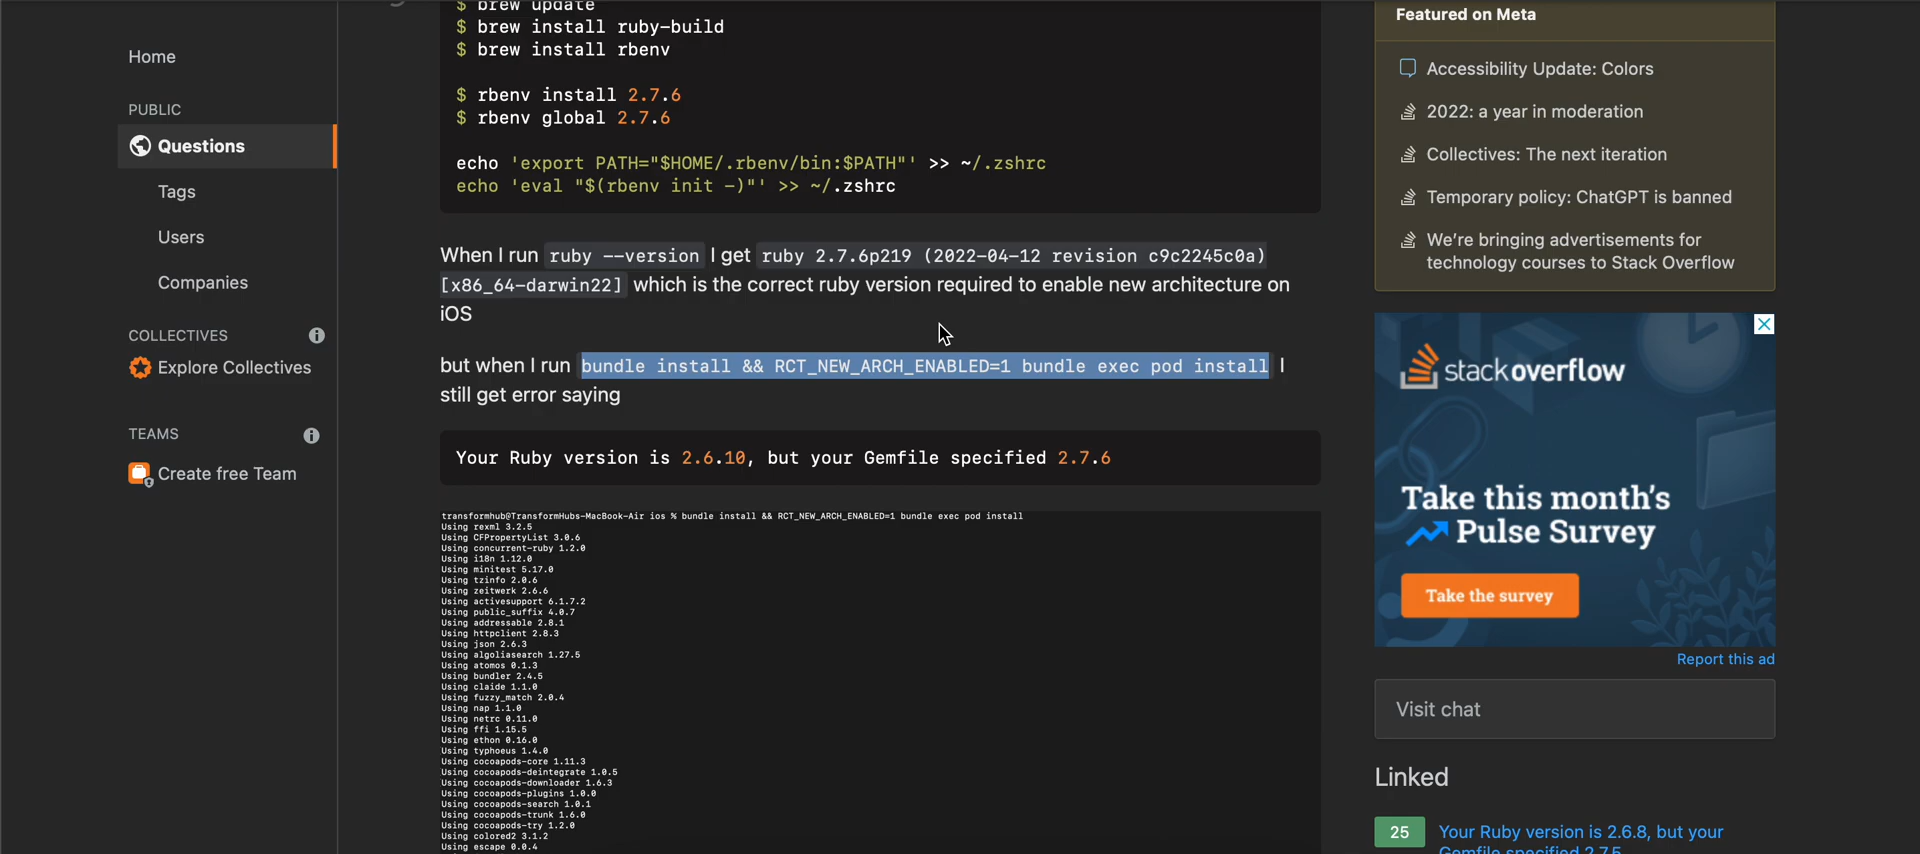 Home
PUBLIC
Questions
Tags
Users
Companies
COLLECTIVES
Explore Collectives
TEAMS
Create free Team
$ brew update
$ brew install ruby-build
$ brew install rbenv
$ rbenv install 2.7.6
$ rbenv global 2.7.6
echo 'export PATH="$HOME/.rbenv/bin:$PATH"' >> ~/.zshrc
echo 'eval "$(rbenv init -)"' >> ~/.zshrc
When I run ruby --version I get ruby 2.7.6p219 (2022-04-12 revision c9c2245c0a)
[x86_64-darwin22] which is the correct ruby version required to enable new architecture on
iOS
but when I run bundle install && RCT_NEW_ARCH_ENABLED=1 bundle exec pod install I
still get error saying
Your Ruby version is 2.6.10, but your Gemfile specified 2.7.6
transformhub@TransformHubs-MacBook-Air ios % bundle install && RCT_NEW_ARCH_ENABLED=1 bundle exec pod install
Using rexml 3.2.5
Using CFPropertyList 3.0.6
Using concurrent-ruby 1.2.0
Using i18n 1.12.0
Using minitest 5.17.0
Using tzinfo 2.0.6
Using zeitwerk 2.6.6
Using activesupport 6.1.7.2
Using public_suffix 4.0.7
Using addressable 2.8.1
Using httpclient 2.8.3
Using json 2.6.3
Using algoliasearch 1.27.5
Using atomos 0.1.3
Using bundler 2.4.5
Using claide 1.1.0
Using fuzzy_match 2.0.4
Using nap 1.1.0
Using netrc 0.11.0
Using ffi 1.15.5
Using ethon 0.16.0
Using typhoeus 1.4.0
Using cocoapods-core 1.11.3
Using cocoapods-deintegrate 1.0.5
Using cocoapods-downloader 1.6.3
Using cocoapods-plugins 1.0.0
Using cocoapods-search 1.0.1
Using cocoapods-trunk 1.6.0
Using cocoapods-try 1.2.0
Using colored2 3.1.2
Using escape 0.0.4
Featured on Meta
Accessibility Update: Colors
2022: a year in moderation
Collectives: The next iteration
Temporary policy: ChatGPT is banned
We're bringing advertisements for
technology courses to Stack Overflow
stackoverflow
Take this month's
Pulse Survey
Take the survey
Report this ad
Visit chat
Linked
25 Your Ruby version is 2.6.8, but your
Gemfile specified 2.7.5